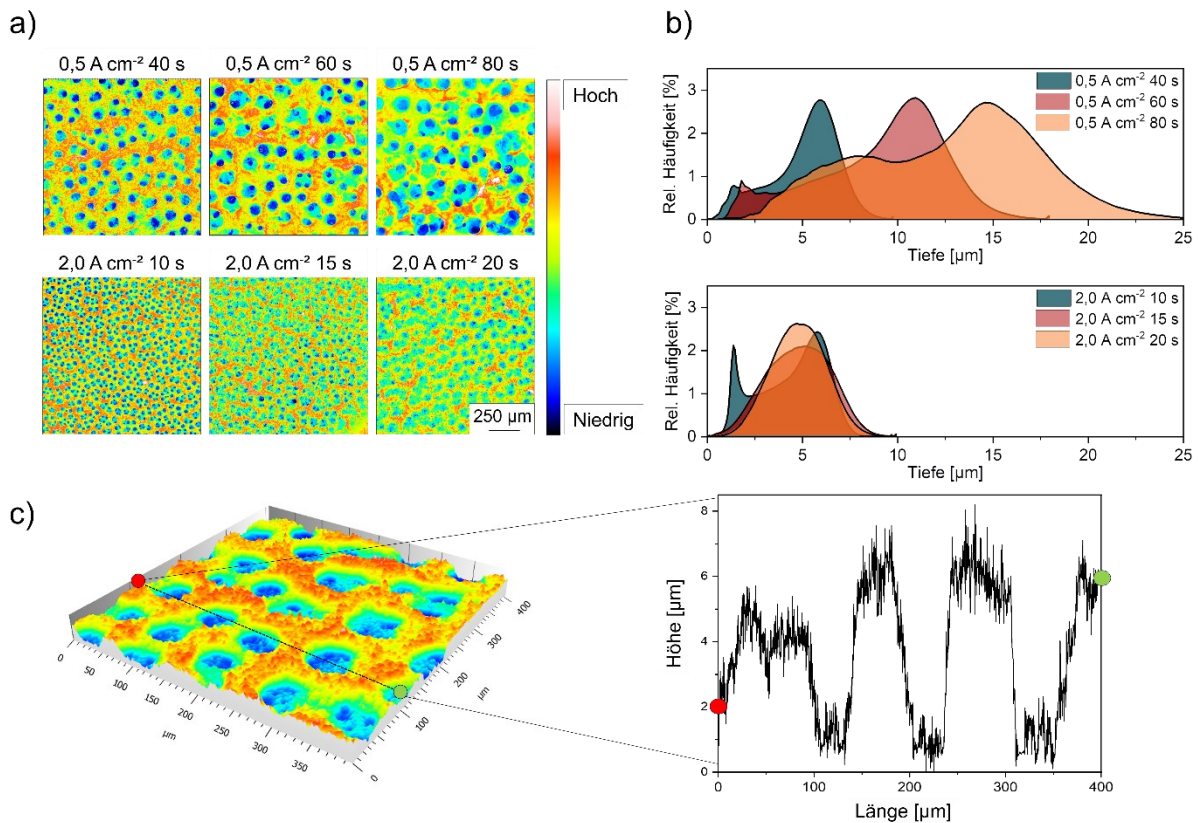 a)
0,5 A cm⁻² 40 s
0,5 A cm⁻² 60 s
0,5 A cm⁻² 80 s
Hoch
2,0 A cm⁻² 10 s
2,0 A cm⁻² 15 s
2,0 A cm⁻² 20 s
250 µm
Niedrig
b)
Rel. Häufigkeit [%]
3
2
1
0
0,5 A cm⁻² 40 s
0,5 A cm⁻² 60 s
0,5 A cm⁻² 80 s
0 5 10 15 20 25
Tiefe [µm]
Rel. Häufigkeit [%]
3
2
1
0
2,0 A cm⁻² 10 s
2,0 A cm⁻² 15 s
2,0 A cm⁻² 20 s
0 5 10 15 20 25
Tiefe [µm]
c)
0 50 100 150 200 250 300 350
µm
0 100 200 300 400
µm
Höhe [µm]
8
6
4
2
0
0 100 200 300 400
Länge [µm]